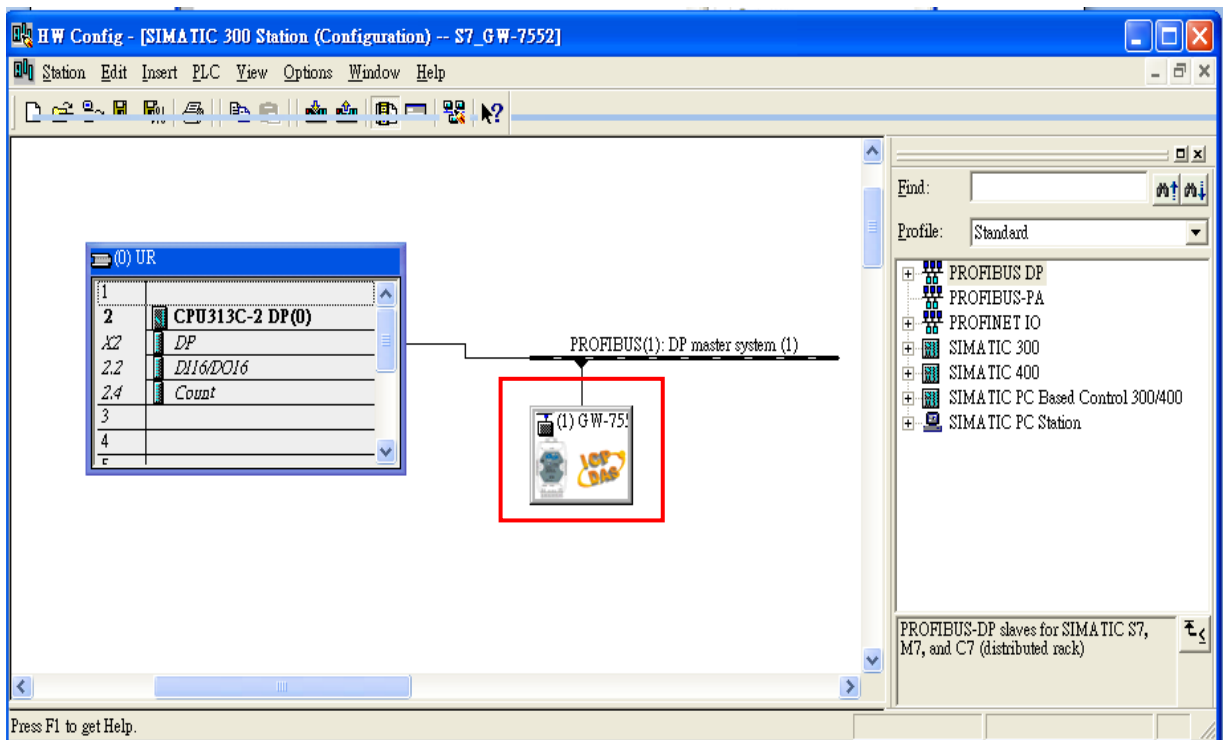 HW Config - [SIMATIC 300 Station (Configuration) -- S7_GW-7552]
Station Edit Insert PLC View Options Window Help
Find:
Profile: Standard
(0) UR
1
2 CPU313C-2 DP(0)
X2 DP
2.2 DI16/DO16
2.4 Count
3
4
PROFIBUS(1): DP master system (1)
(1) GW-75
ICP
DAS
PROFIBUS DP
PROFIBUS-PA
PROFINET IO
SIMATIC 300
SIMATIC 400
SIMATIC PC Based Control 300/400
SIMATIC PC Station
PROFIBUS-DP slaves for SIMATIC S7,
M7, and C7 (distributed rack)
Press F1 to get Help.